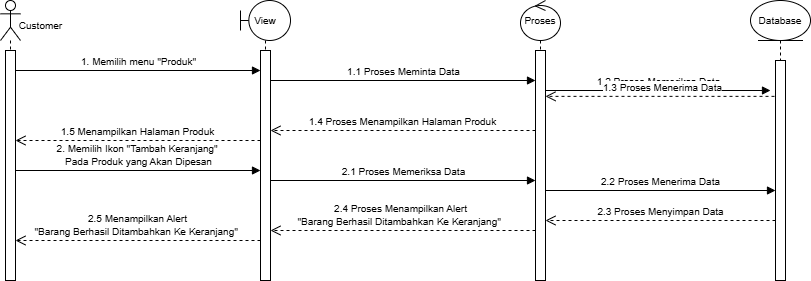 Customer
View
Proses
Database
1. Memilih menu "Produk"
1.1 Proses Meminta Data
1.3 Proses Menerima Data
1.4 Proses Menampilkan Halaman Produk
1.5 Menampilkan Halaman Produk
2. Memilih Ikon "Tambah Keranjang"
Pada Produk yang Akan Dipesan
2.1 Proses Memeriksa Data
2.2 Proses Menerima Data
2.3 Proses Menyimpan Data
2.4 Proses Menampilkan Alert
"Barang Berhasil Ditambahkan Ke Keranjang"
2.5 Menampilkan Alert
"Barang Berhasil Ditambahkan Ke Keranjang"